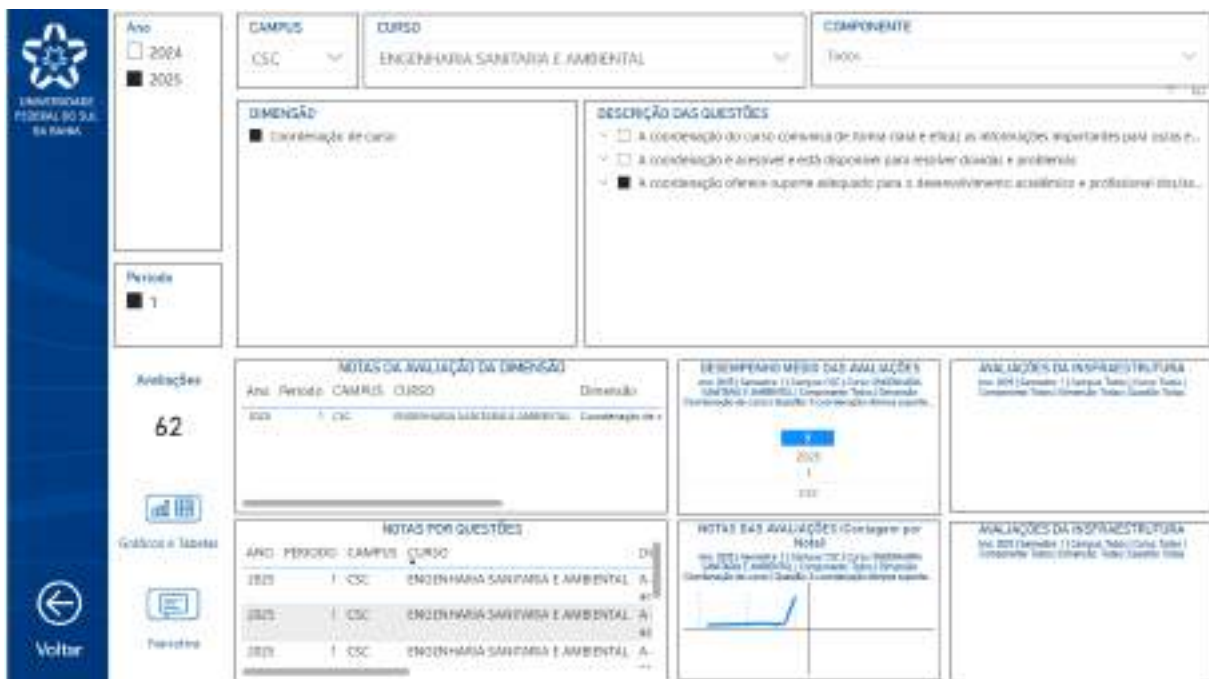 UNIVERSIDADE
FEDERAL DO SUL
DA BAHIA
Ano
2024
2025
CAMPUS
CSC
CURSO
ENGENHARIA SANITARIA E AMBIENTAL
COMPONENTE
Todos
DIMENSÃO
Coordenação de curso
DESCRIÇÃO DAS QUESTÕES
A coordenação do curso comunica de forma clara e eficaz as informações importantes para os/as e...
A coordenação é acessível e está disponível para resolver dúvidas e problemas
A coordenação oferece suporte adequado para o desenvolvimento acadêmico e profissional dos/as...
Periodo
1
Avaliações
62
Gráficos e Tabelas
Voltar
NOTAS DA AVALIAÇÃO DA DIMENSÃO
Ano Periodo CAMPUS CURSO Dimensão
2025 1 CSC ENGENHARIA SANITARIA E AMBIENTAL Coordenação de c
NOTAS POR QUESTÕES
ANO PERIODO CAMPUS CURSO
2025 1 CSC ENGENHARIA SANITARIA E AMBIENTAL A
2025 1 CSC ENGENHARIA SANITARIA E AMBIENTAL A
2025 1 CSC ENGENHARIA SANITARIA E AMBIENTAL A
DESEMPENHO MÉDIO DAS AVALIAÇÕES
2025
1
CSC
NOTAS DAS AVALIAÇÕES (Contagem por
Notas)
AVALIAÇÕES DA INSFRAESTRUTURA
AVALIAÇÕES DA INSFRAESTRUTURA